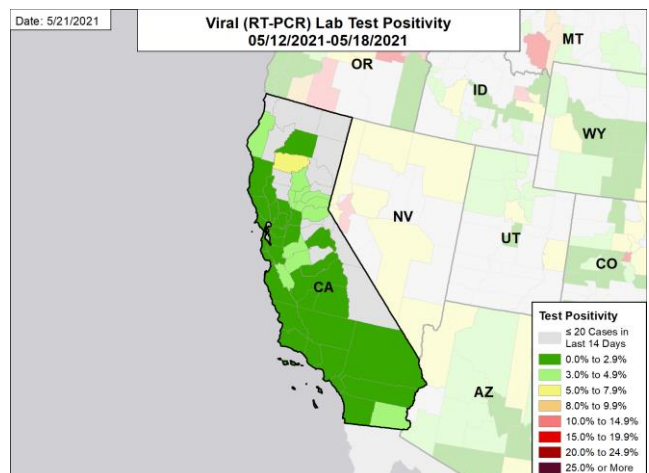 Date: 5/21/2021
Viral (RT-PCR) Lab Test Positivity
05/12/2021-05/18/2021
MT
OR
ID
WY
NV
UT
CO
CA
AZ
Test Positivity
≤ 20 Cases in
Last 14 Days
0.0% to 2.9%
3.0% to 4.9%
5.0% to 7.9%
8.0% to 9.9%
10.0% to 14.9%
15.0% to 19.9%
20.0% to 24.9%
25.0% or More